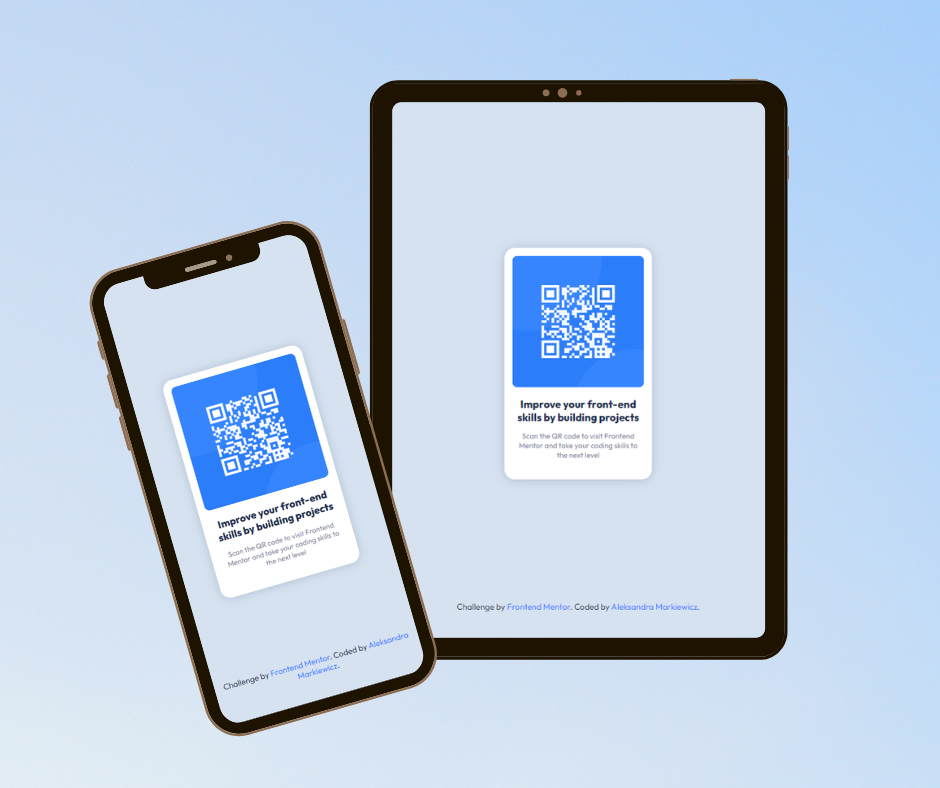 Improve your front-end
skills by building projects
Scan the QR code to visit Frontend
Mentor and take your coding skills to
the next level
Challenge by Frontend Mentor. Coded by Aleksandra
Markiewicz.
Improve your front-end
skills by building projects
Scan the QR code to visit Frontend
Mentor and take your coding skills to
the next level
Challenge by Frontend Mentor. Coded by Aleksandra Markiewicz.